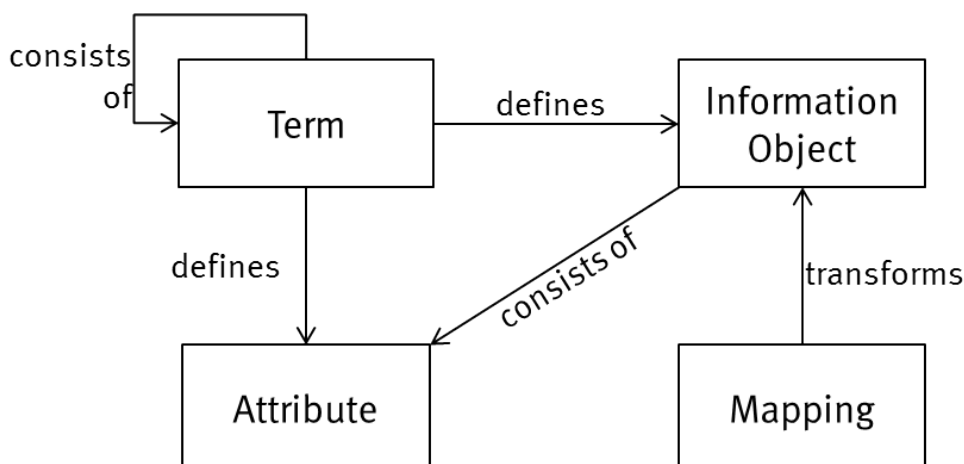 consists
of
Term
defines
Information
Object
defines
consists of
transforms
Attribute
Mapping